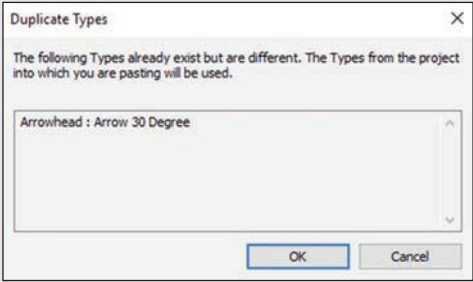 Duplicate Types
The following Types already exist but are different. The Types from the project
into which you are pasting will be used.
Arrowhead : Arrow 30 Degree
OK
Cancel